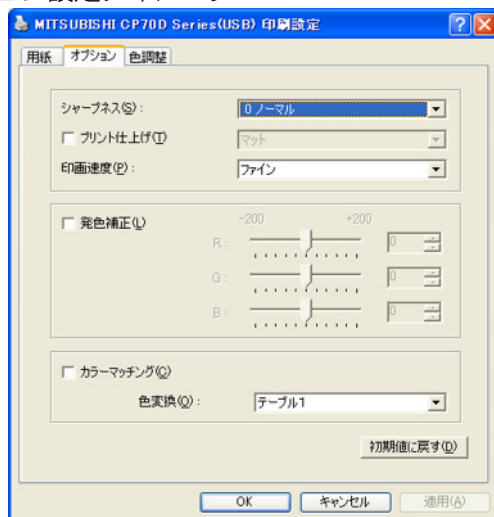 MITSUBISHI CP70D Series(USB) 印刷設定
用紙 オプション 色調整
シャープネス(S): 0 ノーマル
プリント仕上げ(T) マット
印画速度(P): ファイン
発色補正(L) -200 +200
R: 0
G: 0
B: 0
カラーマッチング(C)
色変換(O): テーブル1
初期値に戻す(D)
OK キャンセル 適用(A)